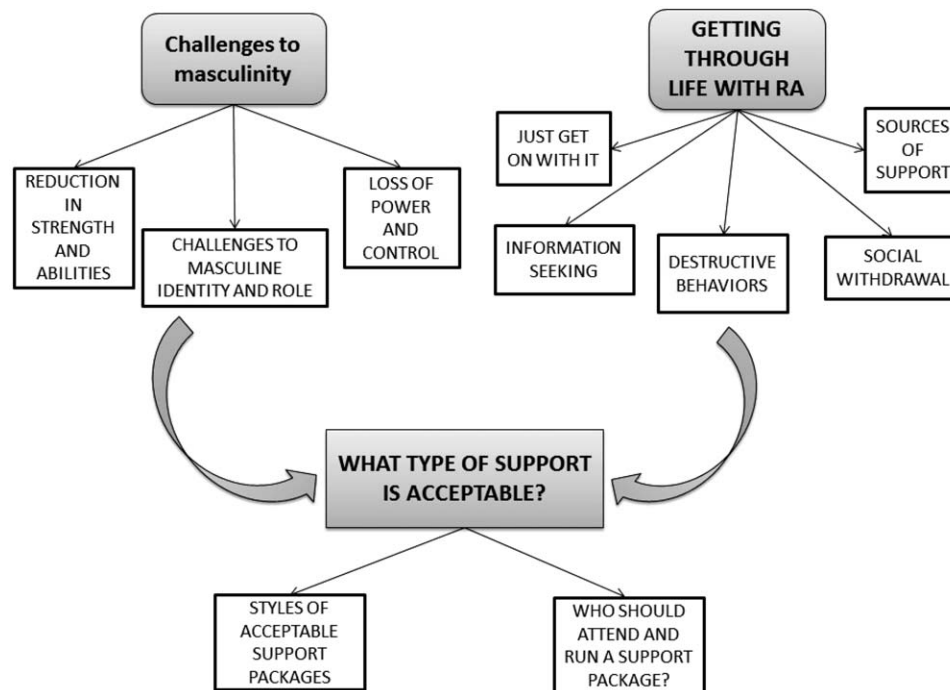 Challenges to
masculinity
GETTING
THROUGH
LIFE WITH RA
REDUCTION
IN
STRENGTH
AND
ABILITIES
CHALLENGES TO
MASCULINE
IDENTITY AND ROLE
LOSS OF
POWER
AND
CONTROL
JUST GET
ON WITH IT
INFORMATION
SEEKING
DESTRUCTIVE
BEHAVIORS
SOCIAL
WITHDRAWAL
SOURCES
OF
SUPPORT
WHAT TYPE OF SUPPORT
IS ACCEPTABLE?
STYLES OF
ACCEPTABLE
SUPPORT
PACKAGES
WHO SHOULD
ATTEND AND
RUN A SUPPORT
PACKAGE?